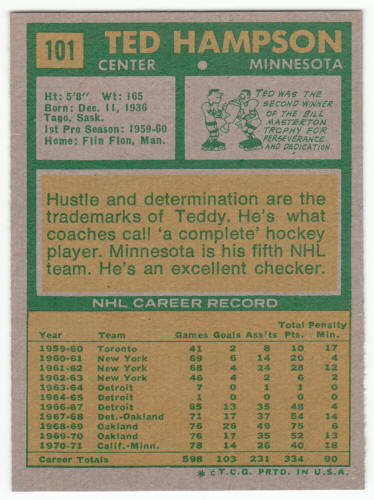 101 TED HAMPSON
CENTER • MINNESOTA
Ht: 5'8" Wt: 165
Born: Dec. 11, 1936
Tago, Sask.
1st Pro Season: 1959-60
Home: Flin Flon, Man.
TED WAS THE
SECOND WINNER
OF THE BILL
MASTERTON
TROPHY FOR
PERSEVERANCE
AND DEDICATION.
Hustle and determination are the
trademarks of Teddy. He's what
coaches call 'a complete' hockey
player. Minnesota is his fifth NHL
team. He's an excellent checker.
NHL CAREER RECORD
Total Penalty
Year Team Games Goals Ass'ts Pts. Min.
1959-60 Toronto 41 2 8 10 17
1960-61 New York 69 6 14 20 4
1961-62 New York 68 4 24 28 12
1962-63 New York 46 4 2 6 2
1963-64 Detroit 7 0 1 1 0
1964-65 Detroit 1 0 0 0 0
1966-67 Detroit 65 13 35 48 4
1967-68 Det.-Oakland 71 17 37 54 14
1968-69 Oakland 76 26 49 75 6
1969-70 Oakland 76 17 35 52 13
1970-71 Calif.-Minn. 78 14 26 40 18
Career Totals 598 103 231 334 90
* © T.C.G. PRTD. IN U.S.A.